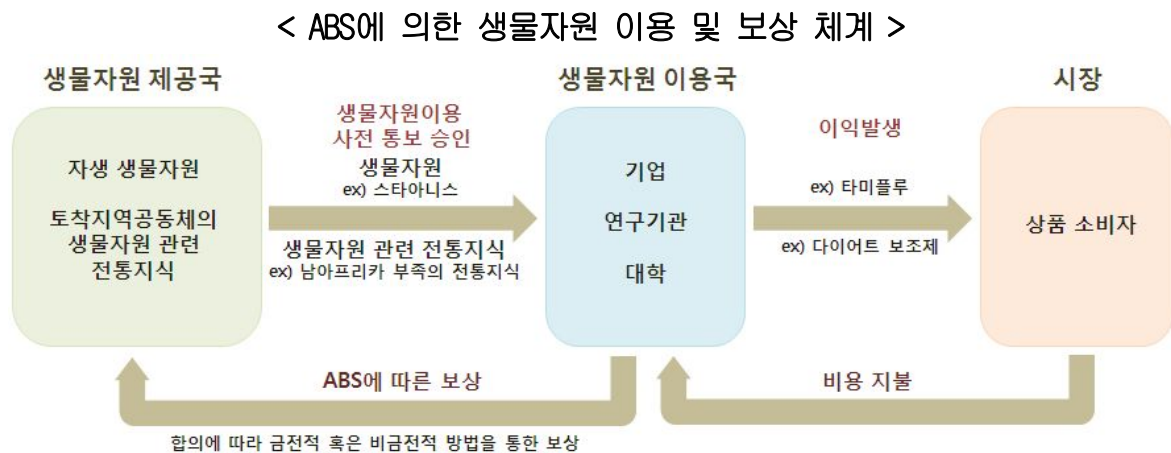 < ABS에 의한 생물자원 이용 및 보상 체계 >
생물자원 제공국
자생 생물자원
토착지역공동체의
생물자원 관련
전통지식
생물자원이용
사전 통보 승인
생물자원
ex) 스타아니스
생물자원 관련 전통지식
ex) 남아프리카 부족의 전통지식
생물자원 이용국
기업
연구기관
대학
이익발생
ex) 타미플루
ex) 다이어트 보조제
시장
상품 소비자
ABS에 따른 보상
합의에 따라 금전적 혹은 비금전적 방법을 통한 보상
비용 지불